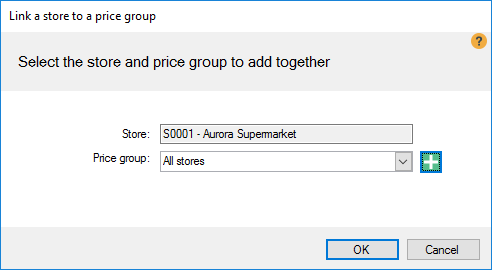 Link a store to a price group
?
Select the store and price group to add together
Store: S0001 - Aurora Supermarket
Price group: All stores
OK Cancel